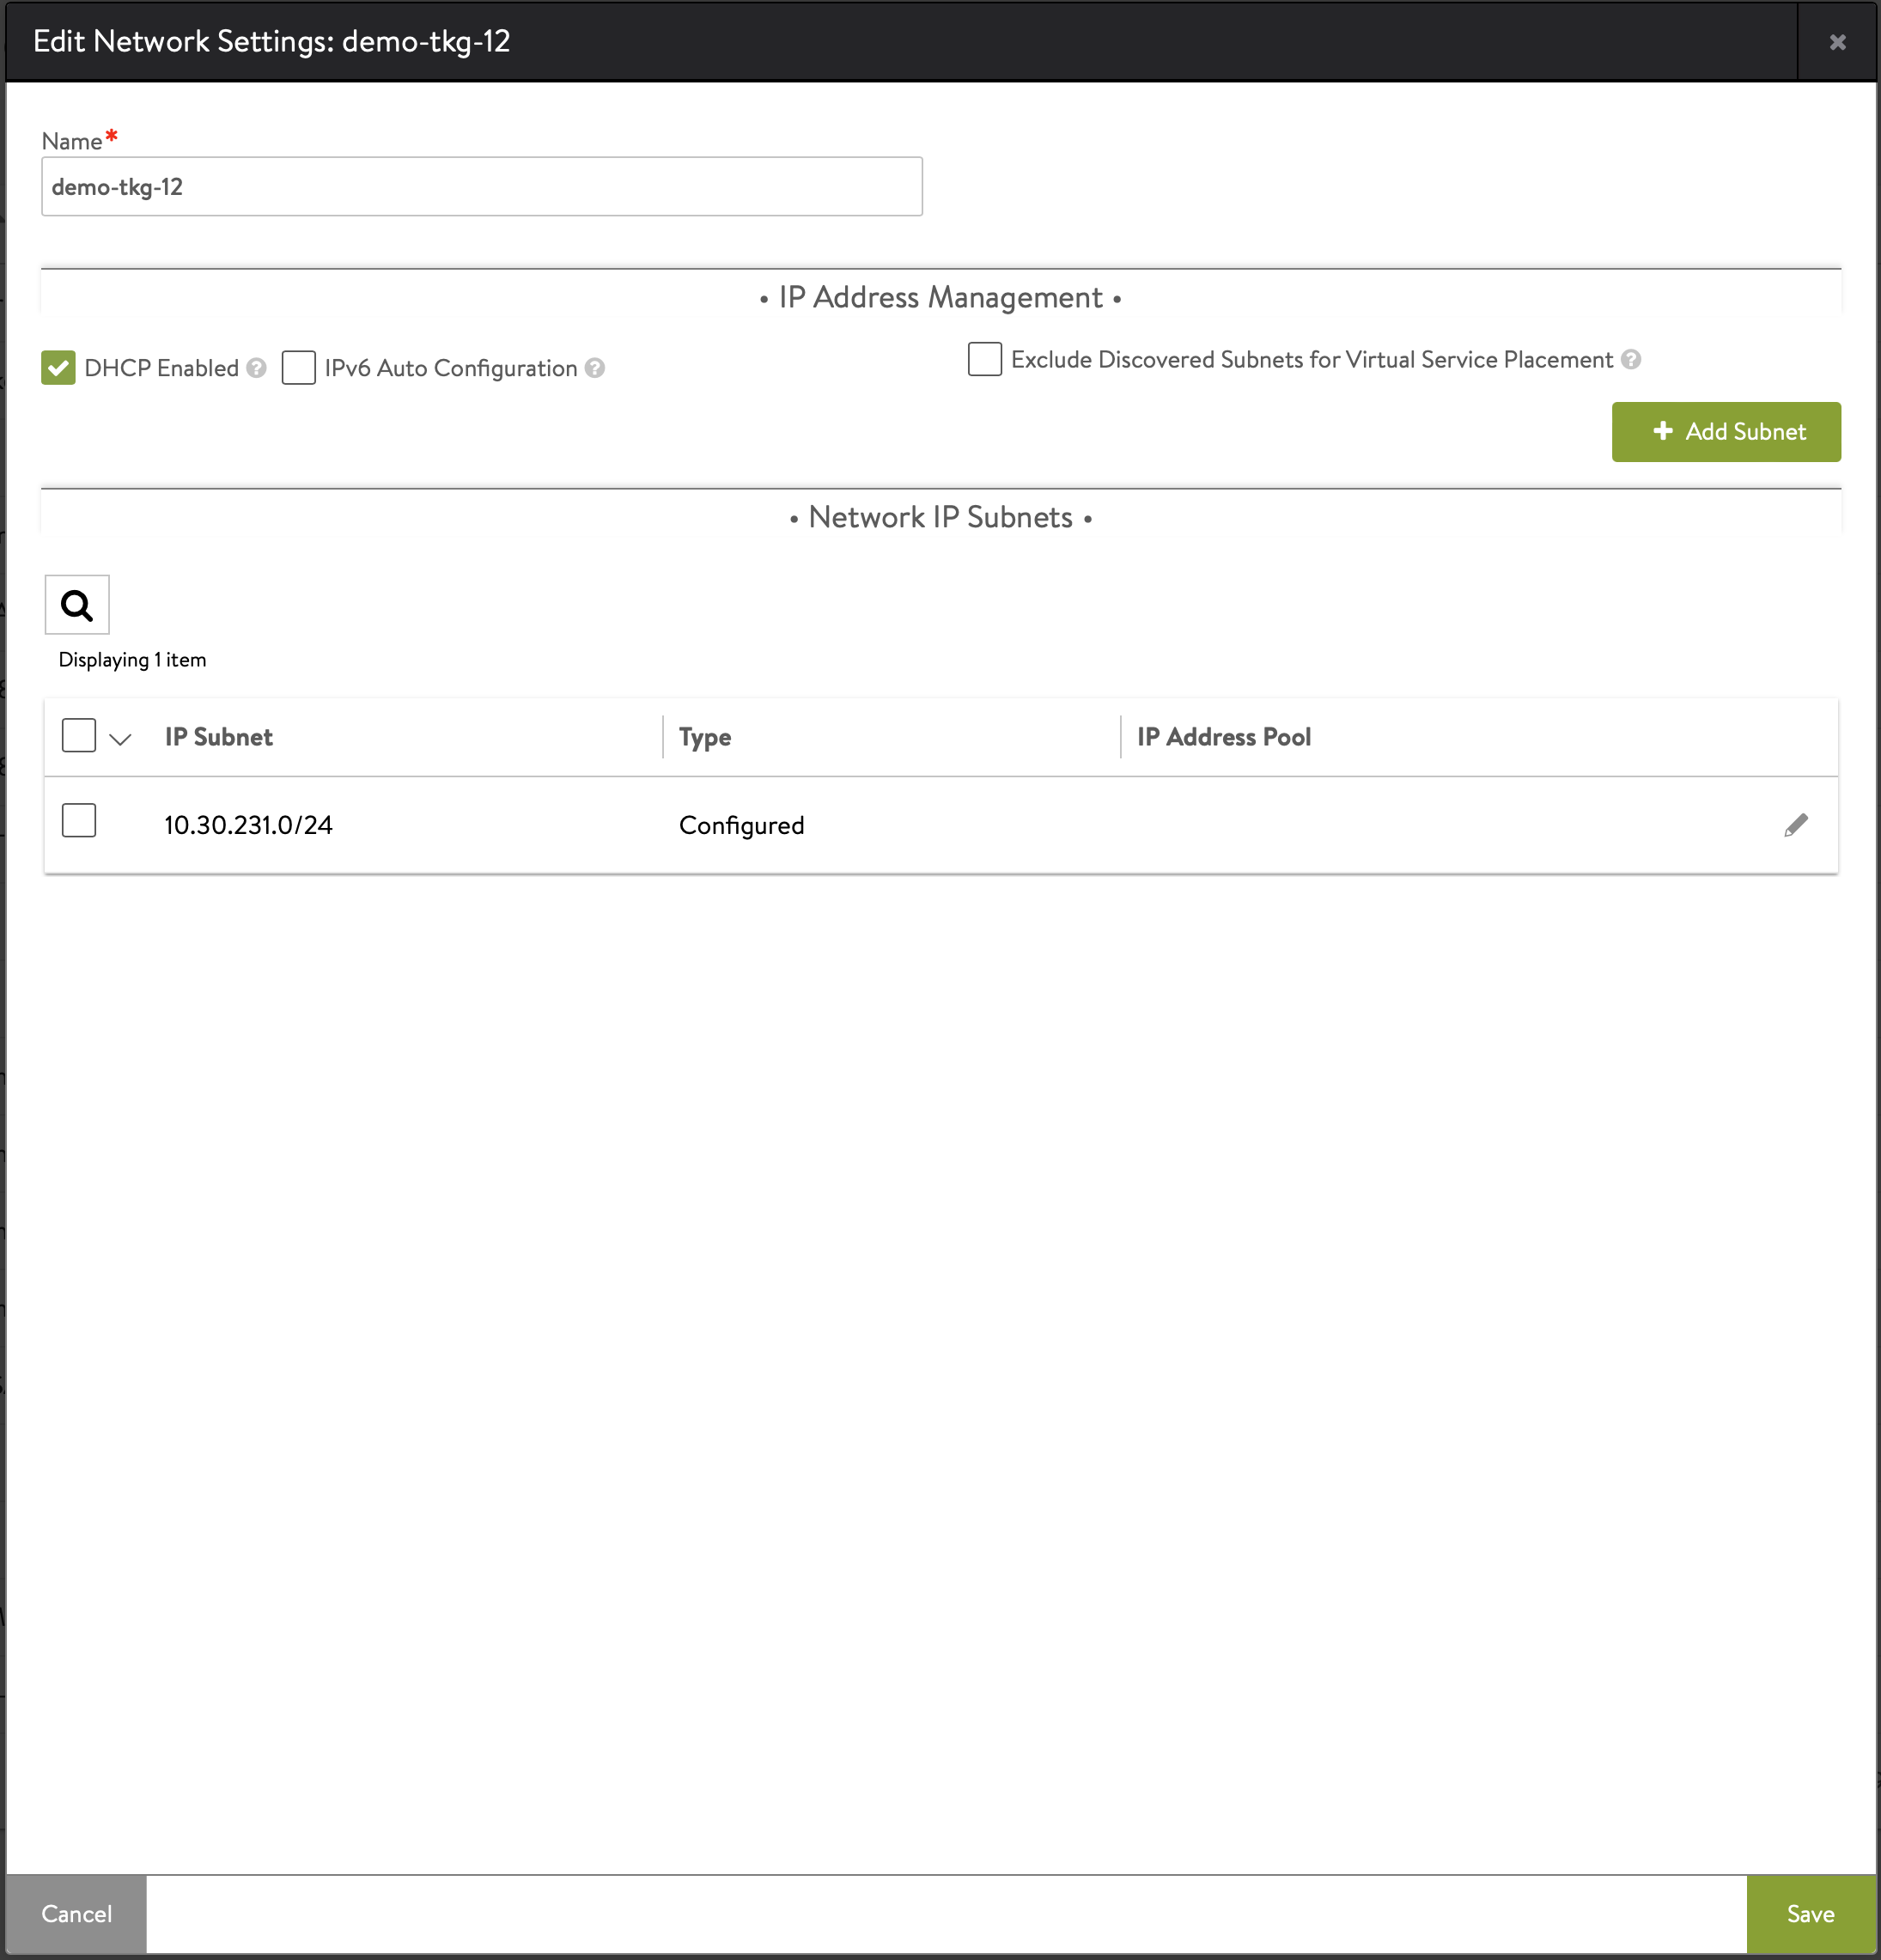 Edit Network Settings: demo-tkg-12
Name*
demo-tkg-12
• IP Address Management •
DHCP Enabled ? IPv6 Auto Configuration ? Exclude Discovered Subnets for Virtual Service Placement ?
+ Add Subnet
• Network IP Subnets •
Displaying 1 item
IP Subnet Type IP Address Pool
10.30.231.0/24 Configured
Cancel Save